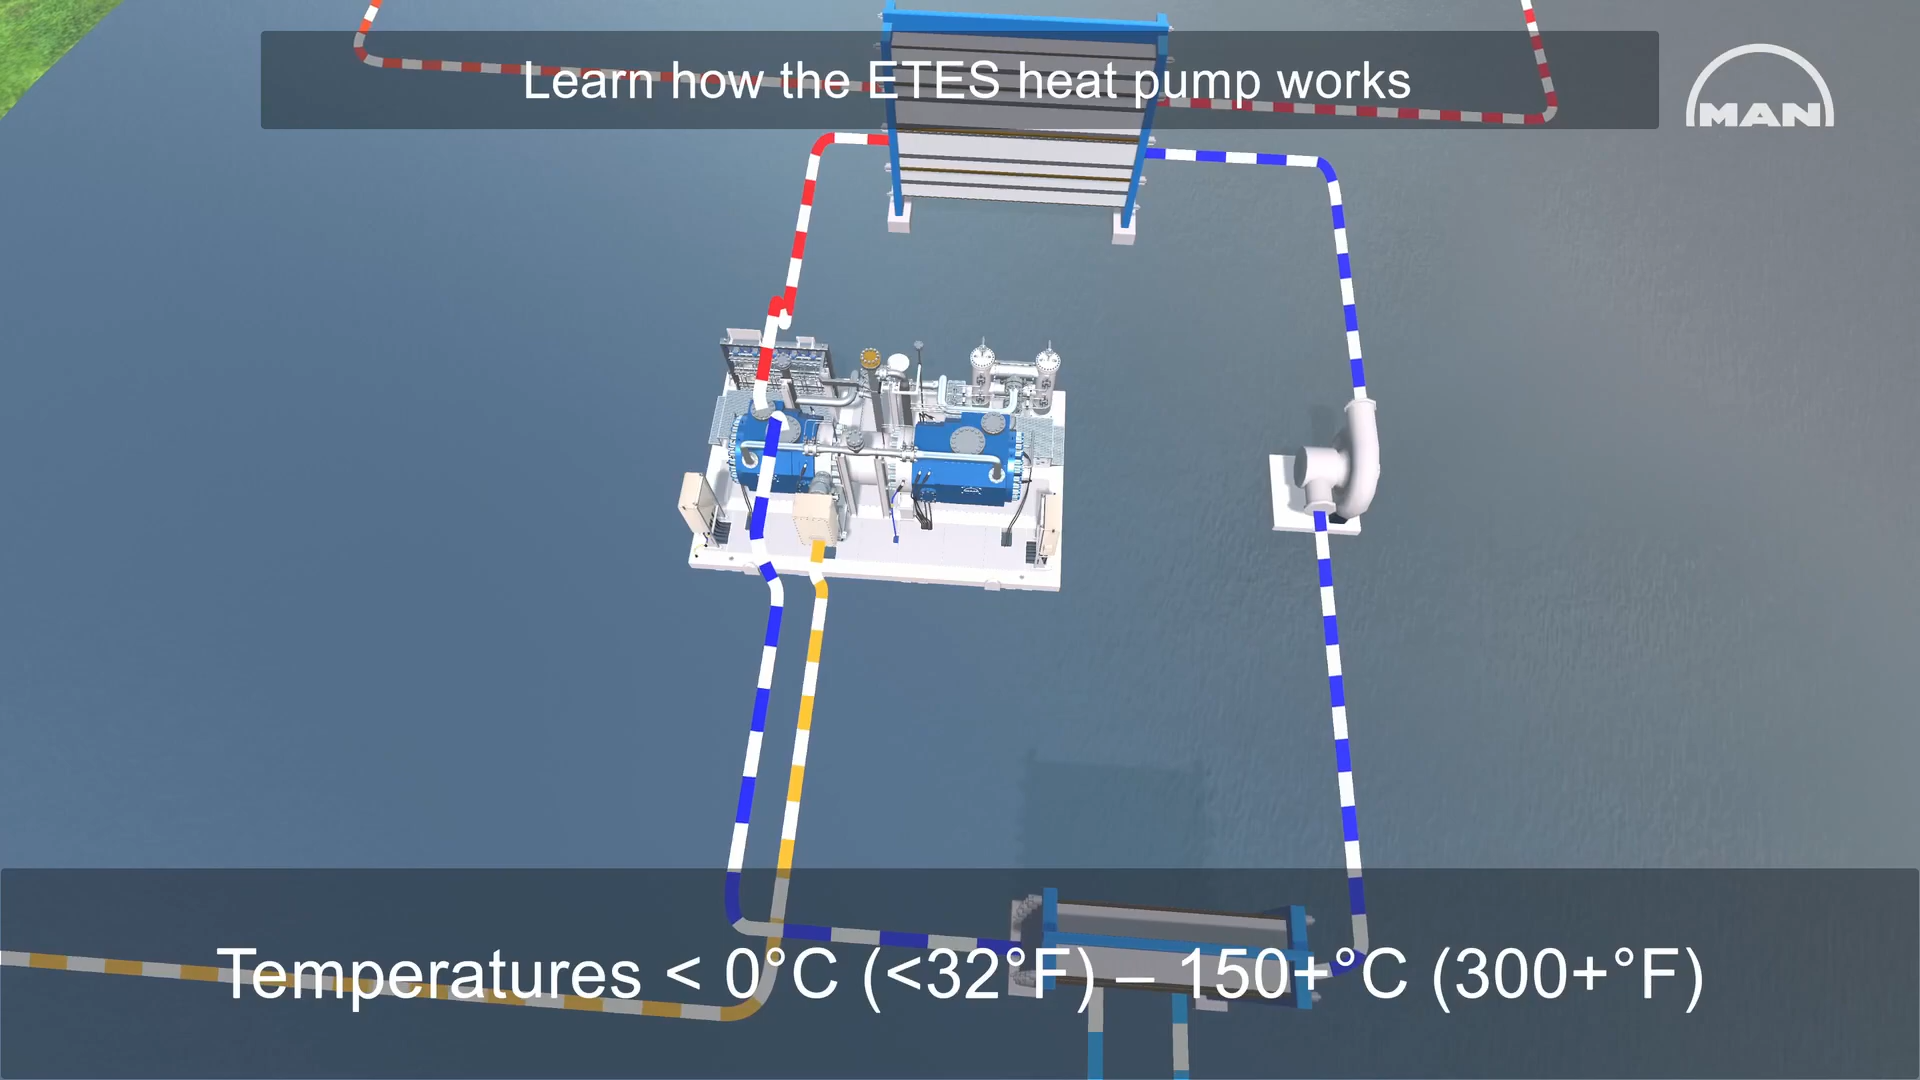 Learn how the ETES heat pump works
MAN
Temperatures < 0°C (<32°F) – 150+°C (300+°F)